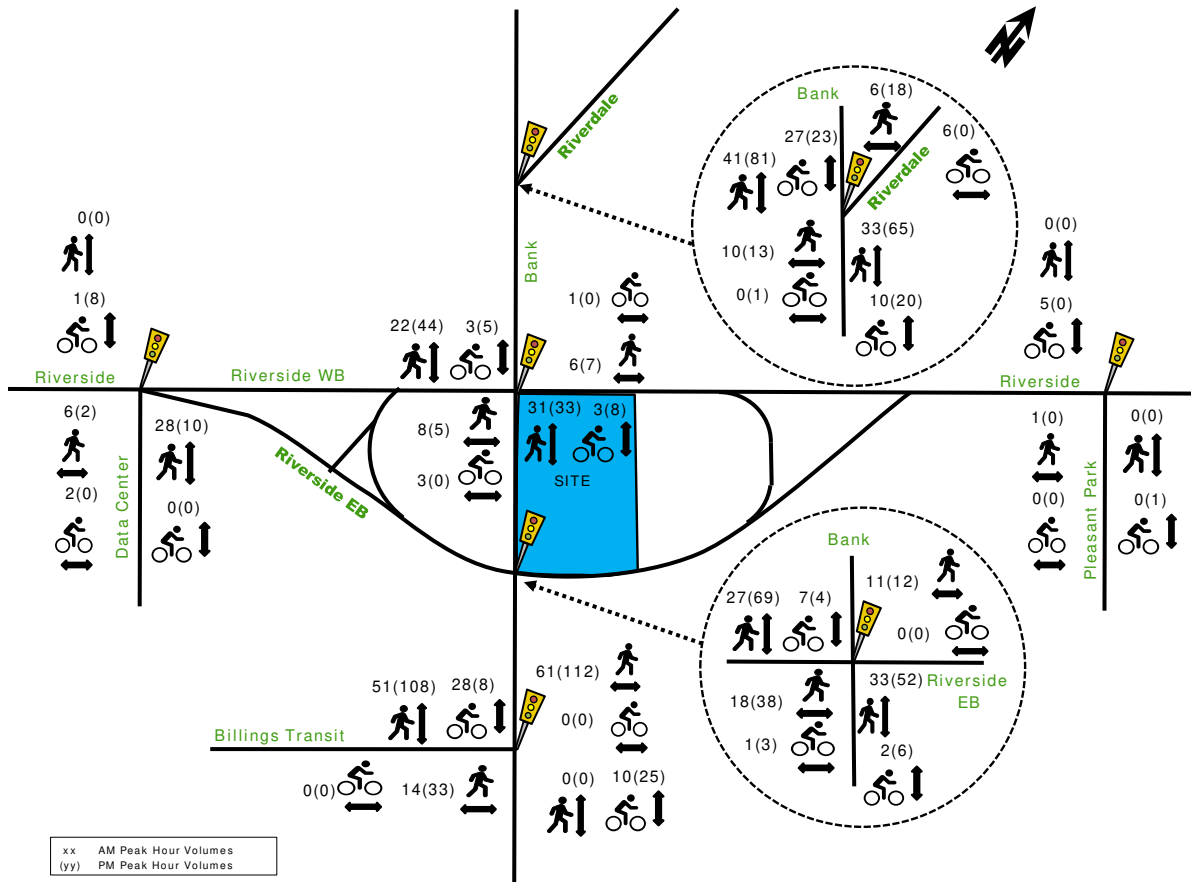 6(18)
Bank
27(23)
6(0)
41(81)
Riverdale
Riverdale
0(0)
33(65)
0(0)
10(13)
Bank
1(8)
1(0)
0(1)
10(20)
5(0)
22(44)
3(5)
6(7)
Riverside
Riverside WB
Riverside
6(2)
28(10)
8(5)
31(33)
3(8)
1(0)
0(0)
Riverside EB
3(0)
SITE
2(0)
0(0)
Data Center
0(0)
0(1)
Pleasant Park
Bank
11(12)
27(69)
7(4)
0(0)
61(112)
51(108)
28(8)
33(52)
Riverside
EB
18(38)
0(0)
Billings Transit
1(3)
2(6)
0(0)
14(33)
0(0)
10(25)
xx AM Peak Hour Volumes
(yy) PM Peak Hour Volumes
N